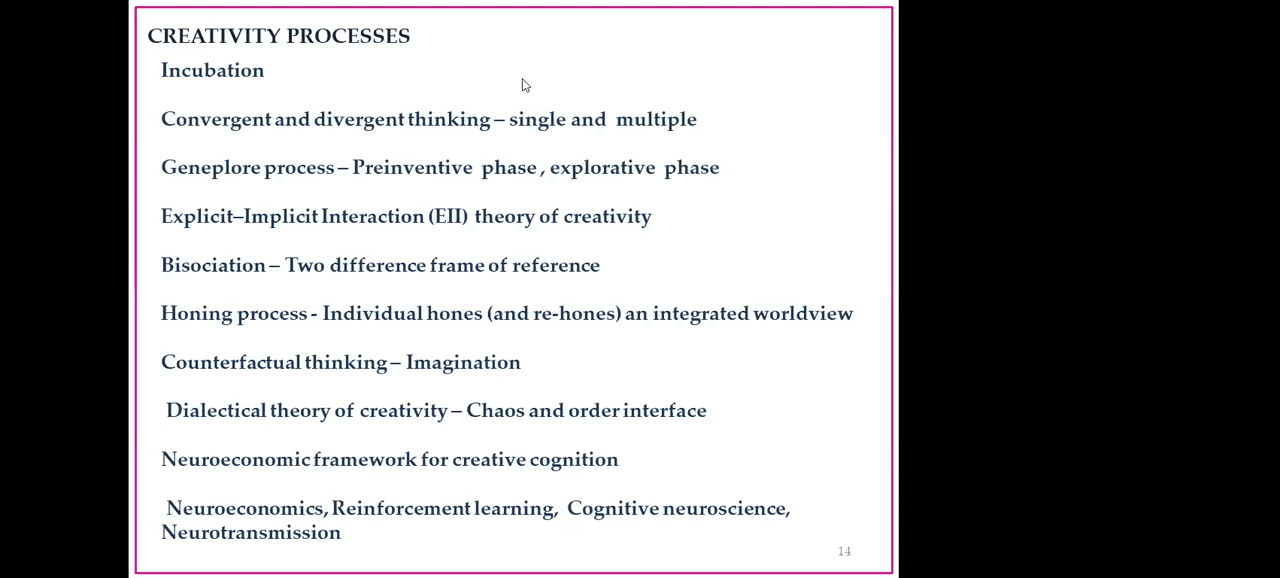 CREATIVITY PROCESSES
Incubation
Convergent and divergent thinking – single and multiple
Geneplore process – Preinventive phase , explorative phase
Explicit–Implicit Interaction (EII) theory of creativity
Bisociation – Two difference frame of reference
Honing process - Individual hones (and re-hones) an integrated worldview
Counterfactual thinking – Imagination
Dialectical theory of creativity – Chaos and order interface
Neuroeconomic framework for creative cognition
Neuroeconomics, Reinforcement learning, Cognitive neuroscience,
Neurotransmission
14